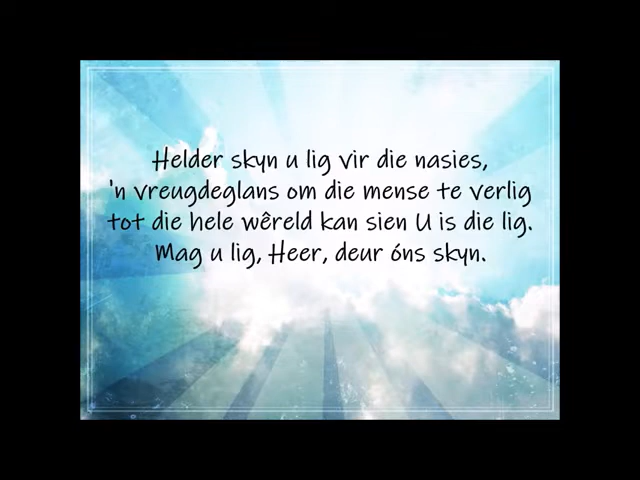 Helder skyn u lig vir die nasies,
'n vreugdeglans om die mense te verlig
tot die hele wêreld kan sien U is die lig.
Mag u lig, Heer, deur óns skyn.